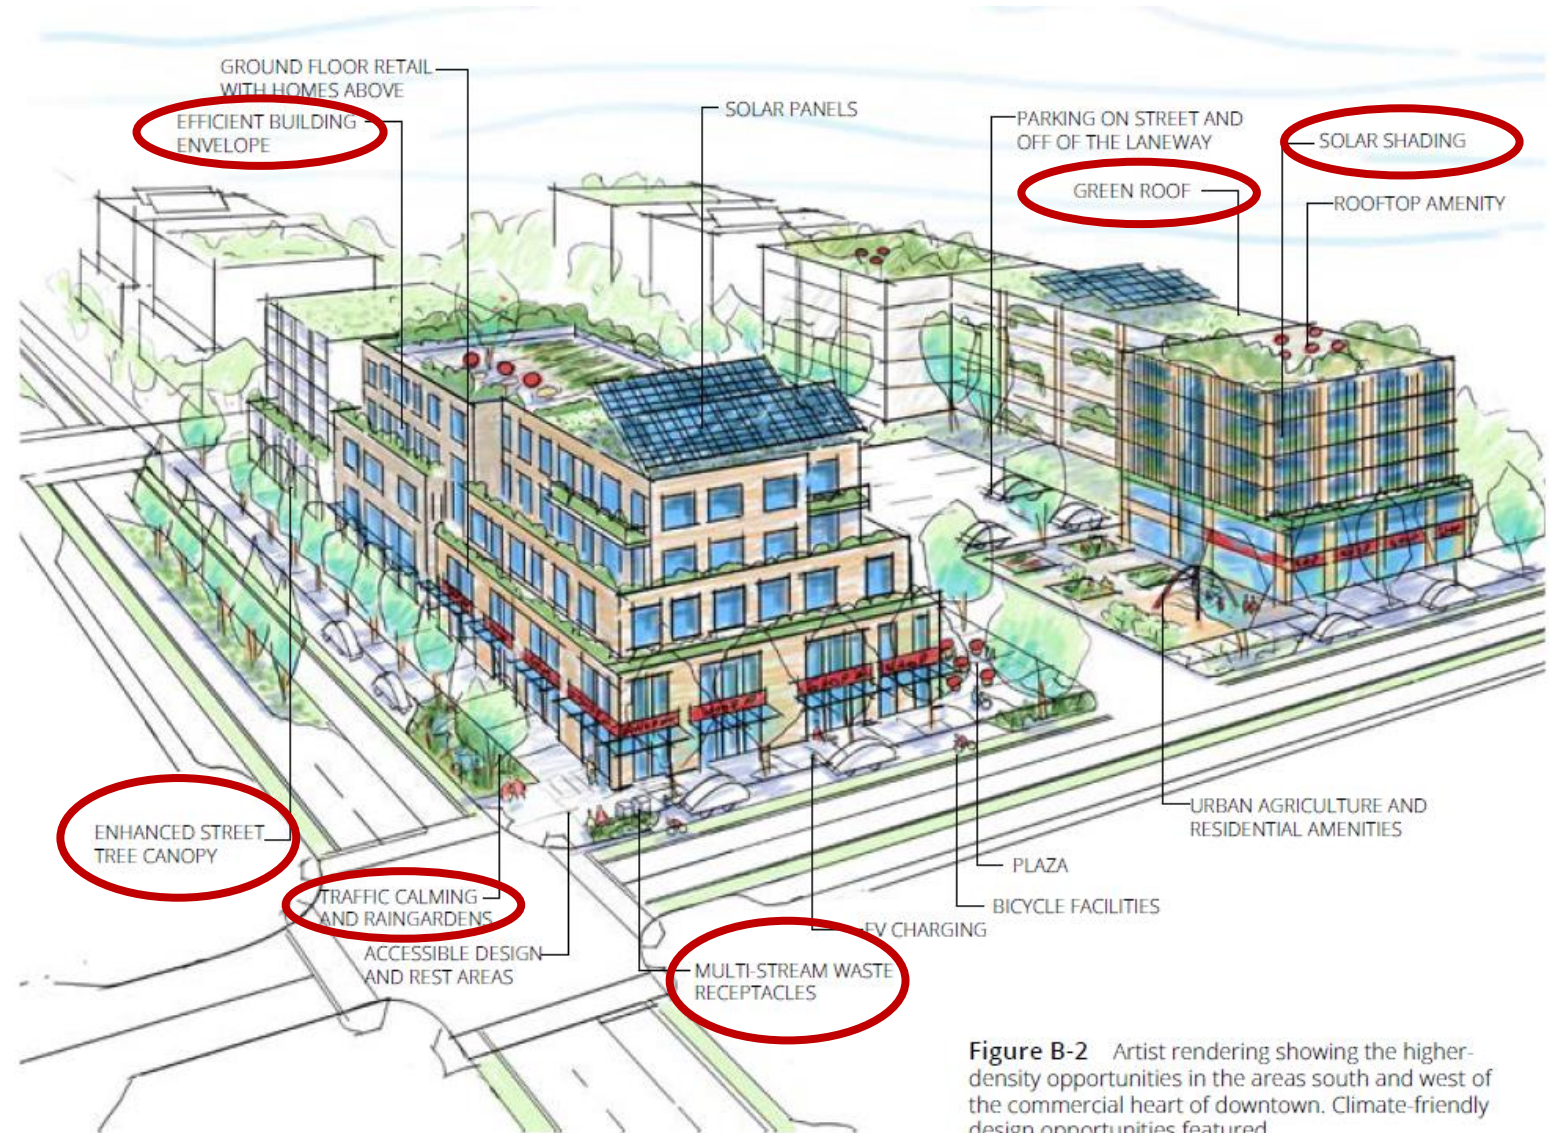 GROUND FLOOR RETAIL
WITH HOMES ABOVE
EFFICIENT BUILDING
ENVELOPE
SOLAR PANELS
PARKING ON STREET AND
OFF OF THE LANEWAY
SOLAR SHADING
GREEN ROOF
ROOFTOP AMENITY
ENHANCED STREET
TREE CANOPY
TRAFFIC CALMING
AND RAINGARDENS
ACCESSIBLE DESIGN
AND REST AREAS
MULTI-STREAM WASTE
RECEPTACLES
EV CHARGING
BICYCLE FACILITIES
PLAZA
URBAN AGRICULTURE AND
RESIDENTIAL AMENITIES
Figure B-2 Artist rendering showing the higher-
density opportunities in the areas south and west of
the commercial heart of downtown. Climate-friendly
design opportunities featured